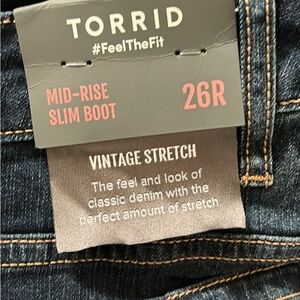 TORRID
#FeelTheFit
MID-RISE
SLIM BOOT
26R
VINTAGE STRETCH
The feel and look of
classic denim with the
perfect amount of stretch.